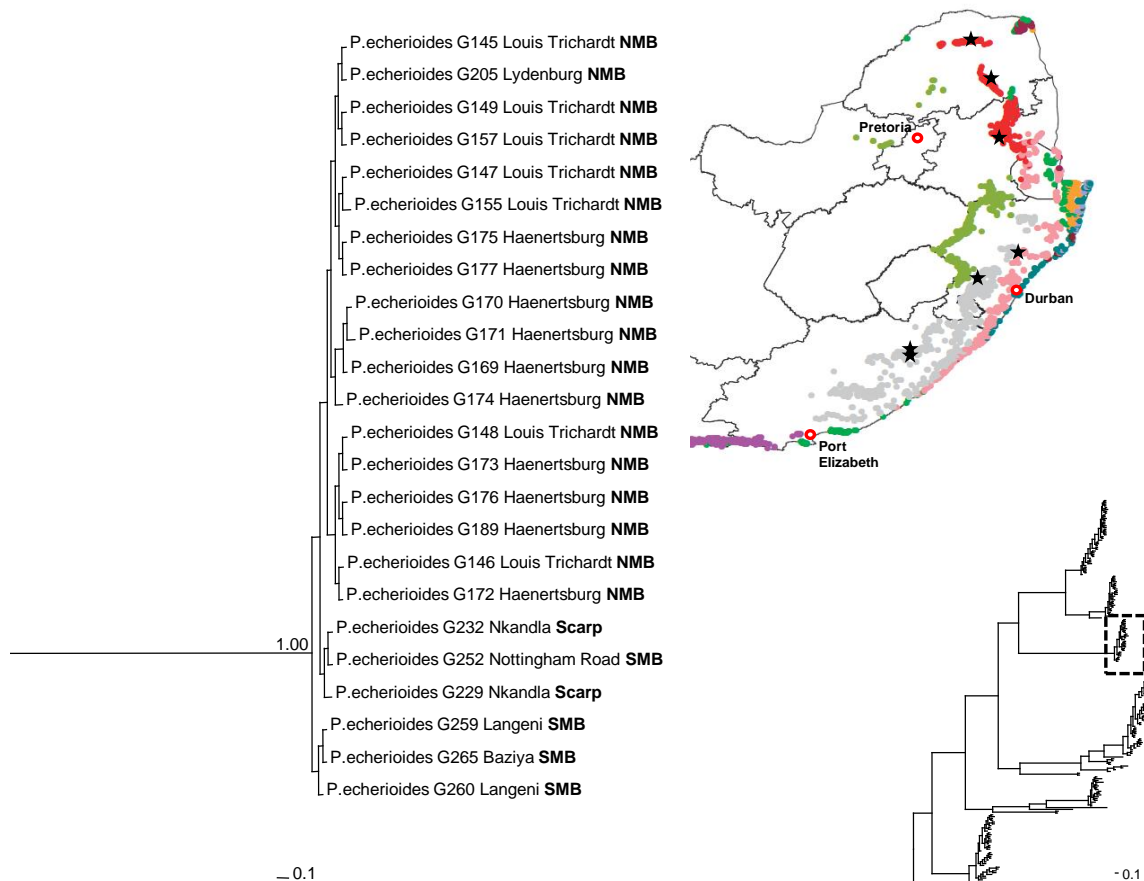 P.echerioides G145 Louis Trichardt NMB
P.echerioides G205 Lydenburg NMB
P.echerioides G149 Louis Trichardt NMB
P.echerioides G157 Louis Trichardt NMB
P.echerioides G147 Louis Trichardt NMB
P.echerioides G155 Louis Trichardt NMB
P.echerioides G175 Haenertsburg NMB
P.echerioides G177 Haenertsburg NMB
P.echerioides G170 Haenertsburg NMB
P.echerioides G171 Haenertsburg NMB
P.echerioides G169 Haenertsburg NMB
P.echerioides G174 Haenertsburg NMB
P.echerioides G148 Louis Trichardt NMB
P.echerioides G173 Haenertsburg NMB
P.echerioides G176 Haenertsburg NMB
P.echerioides G189 Haenertsburg NMB
P.echerioides G146 Louis Trichardt NMB
P.echerioides G172 Haenertsburg NMB
P.echerioides G232 Nkandla Scarp
1.00
P.echerioides G252 Nottingham Road SMB
P.echerioides G229 Nkandla Scarp
P.echerioides G259 Langeni SMB
P.echerioides G265 Baziya SMB
P.echerioides G260 Langeni SMB
0.1
Pretoria
Durban
Port
Elizabeth
0.1